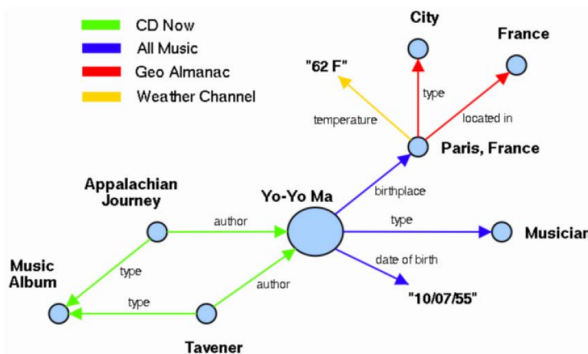 CD Now
All Music
Geo Almanac
Weather Channel
City
France
"62 F"
type
temperature
located in
Paris, France
Appalachian
Journey
Yo-Yo Ma
birthplace
author
type
Musician
Music
Album
type
date of birth
type
author
"10/07/55"
Tavener